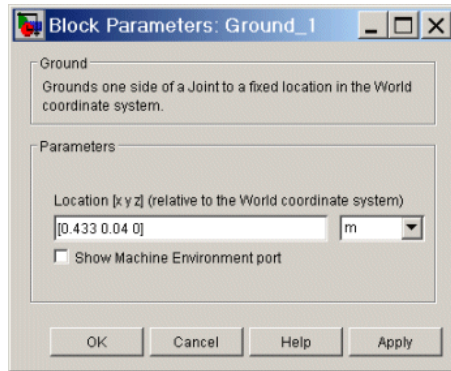 Block Parameters: Ground_1
Ground
Grounds one side of a Joint to a fixed location in the World
coordinate system.
Parameters
Location [x y z] (relative to the World coordinate system)
[0.433 0.04 0] m
Show Machine Environment port
OK Cancel Help Apply